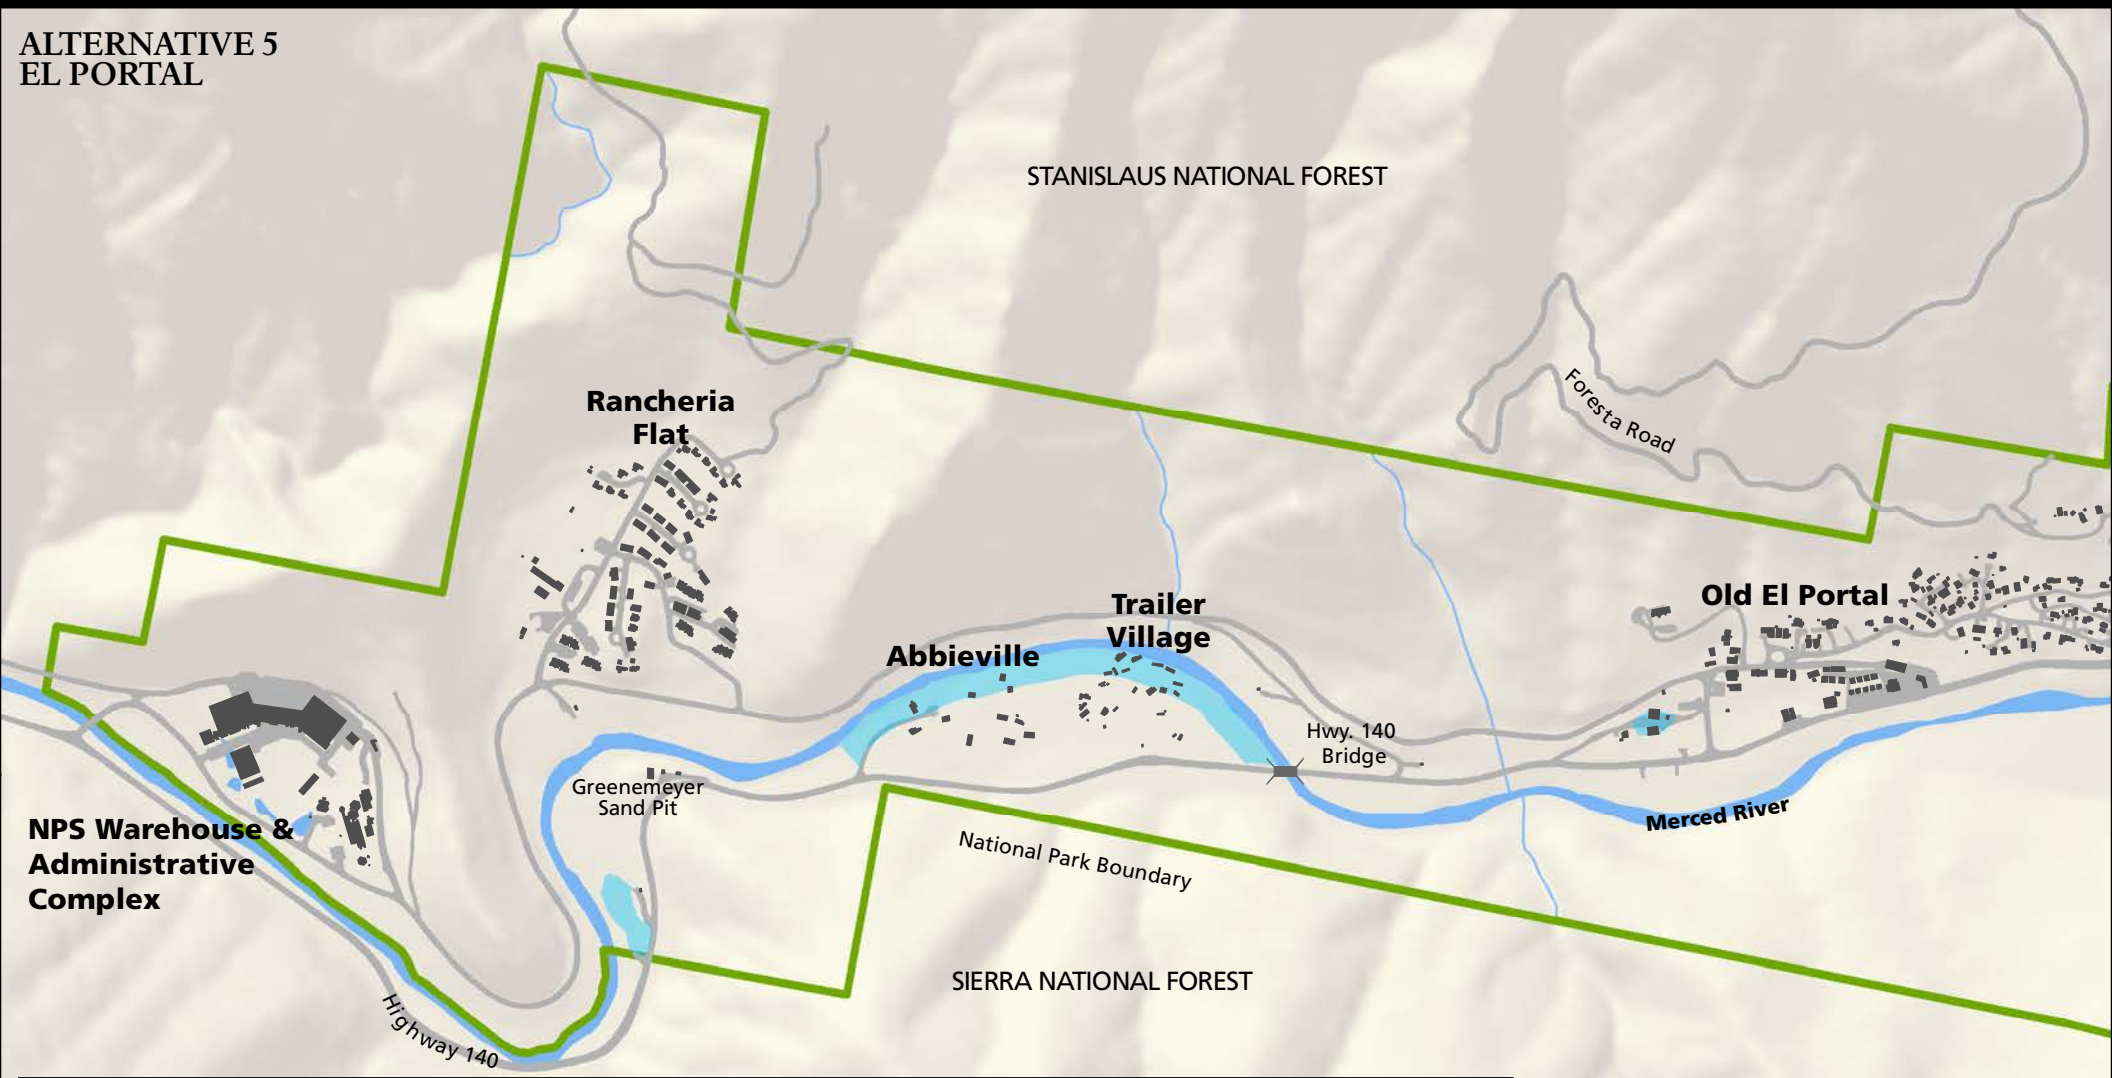 ALTERNATIVE 5
EL PORTAL
STANISLAUS NATIONAL FOREST
Foresta Road
Rancheria
Flat
Trailer
Village
Abbieville
Old El Portal
Hwy. 140
Bridge
Greenemeyer
Sand Pit
Merced River
NPS Warehouse &
Administrative
Complex
National Park Boundary
SIERRA NATIONAL FOREST
Highway 140